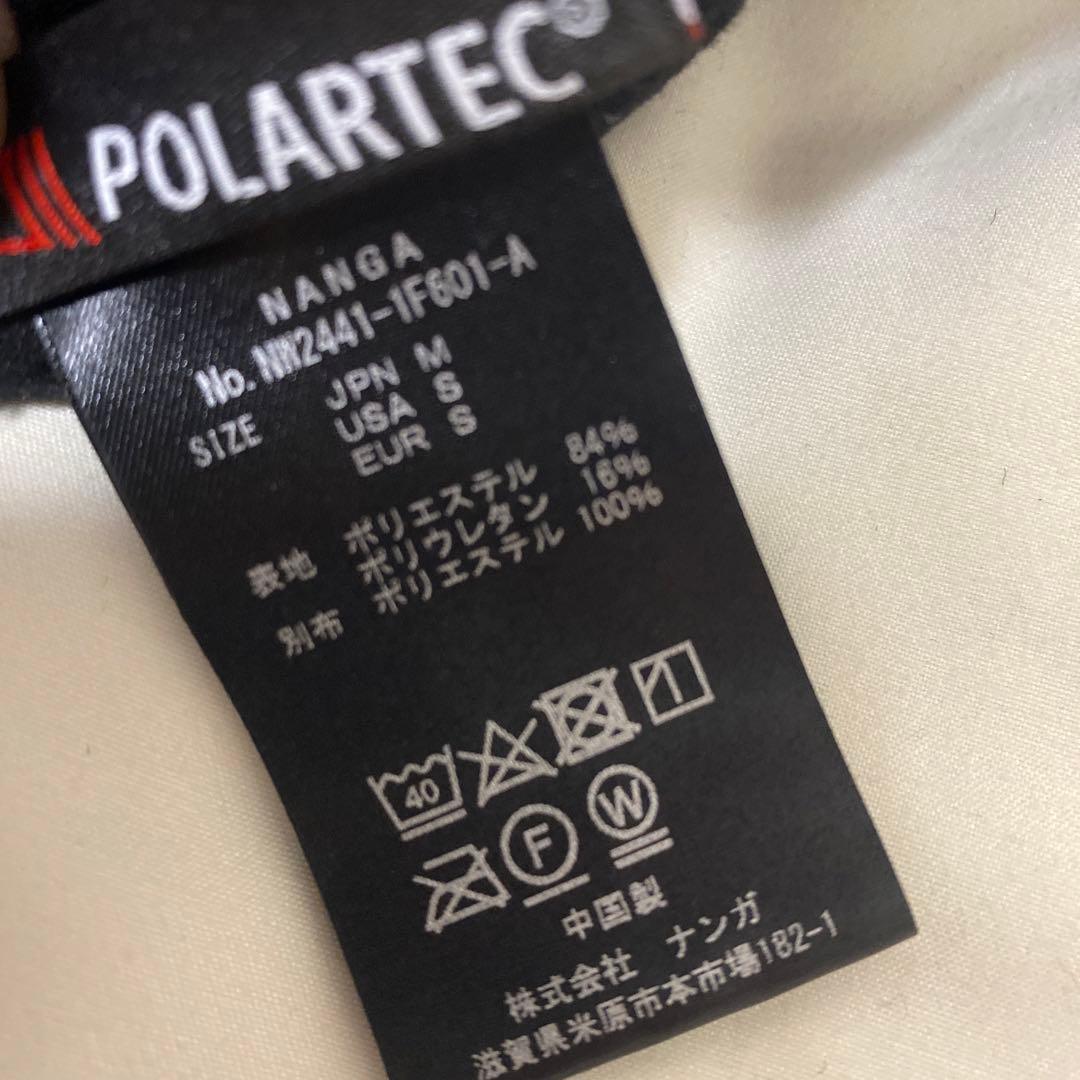 POLARTEC®
NANGA
No.NW2441-1F601-A
SIZE JPN M
USA S
EUR S
表地 ポリエステル 84%
ポリウレタン 16%
別布 ポリエステル 100%
40
F W
中国製
株式会社 ナンガ
滋賀県米原市本市場182-1